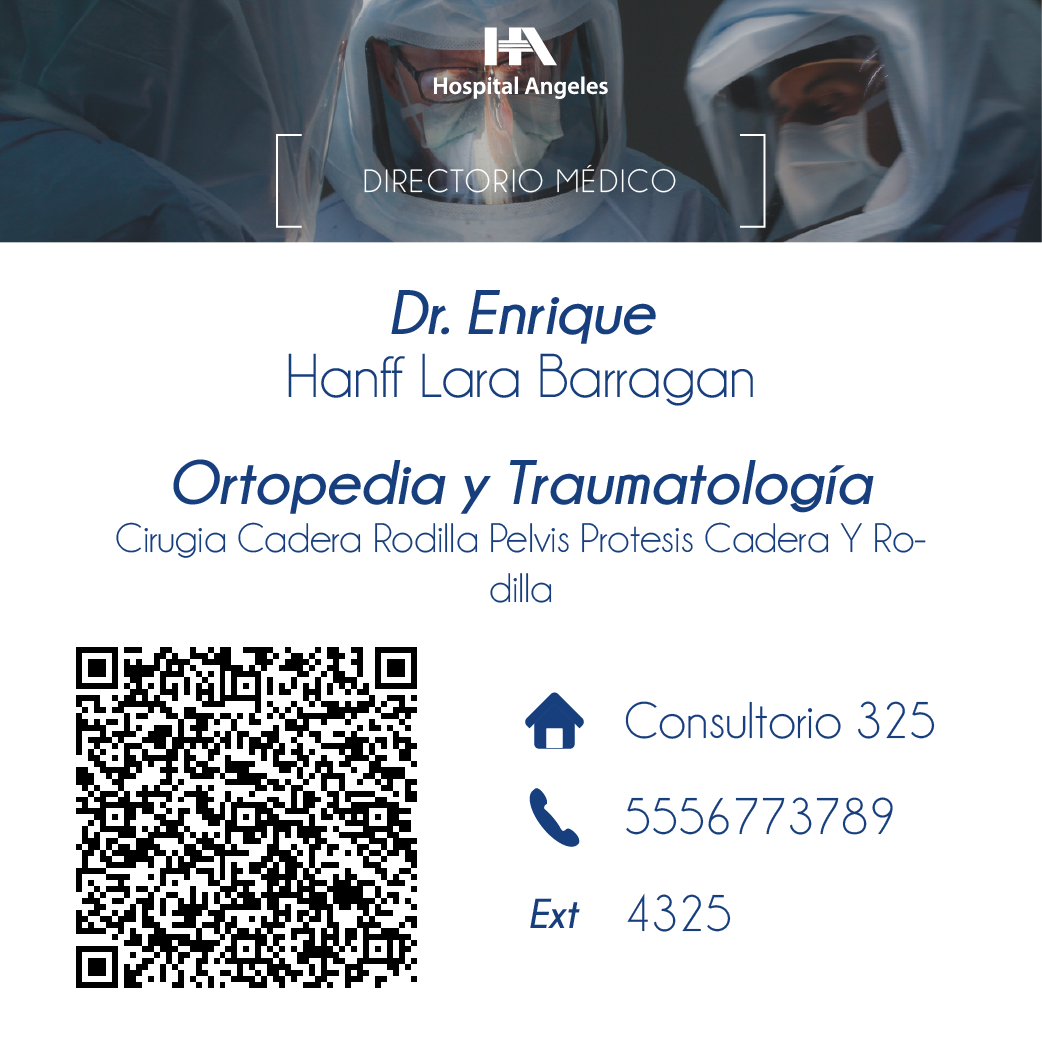 HA
Hospital Angeles
DIRECTORIO MÉDICO
Dr. Enrique
Hanff Lara Barragan
Ortopedia y Traumatología
Cirugia Cadera Rodilla Pelvis Protesis Cadera Y Ro-
dilla
Consultorio 325
5556773789
Ext 4325